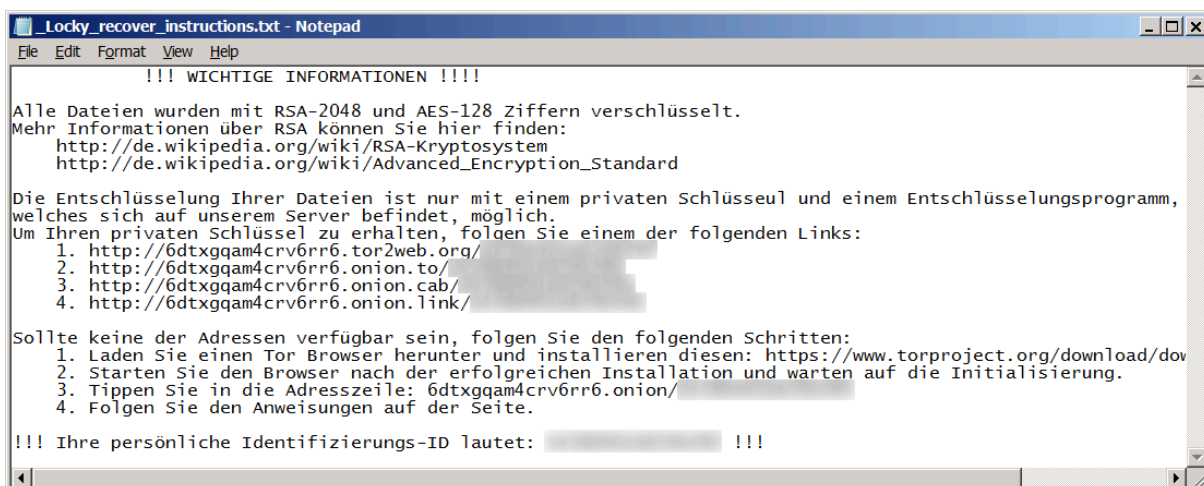 _Locky_recover_instructions.txt - Notepad
File Edit Format View Help
!!! WICHTIGE INFORMATIONEN !!!!
Alle Dateien wurden mit RSA-2048 und AES-128 Ziffern verschlüsselt.
Mehr Informationen über RSA können Sie hier finden:
http://de.wikipedia.org/wiki/RSA-Kryptosystem
http://de.wikipedia.org/wiki/Advanced_Encryption_Standard
Die Entschlüsselung Ihrer Dateien ist nur mit einem privaten Schlüsseul und einem Entschlüsselungsprogramm,
welches sich auf unserem Server befindet, möglich.
Um Ihren privaten Schlüssel zu erhalten, folgen Sie einem der folgenden Links:
1. http://6dtxgqam4crv6rr6.tor2web.org/
2. http://6dtxgqam4crv6rr6.onion.to/
3. http://6dtxgqam4crv6rr6.onion.cab/
4. http://6dtxgqam4crv6rr6.onion.link/
Sollte keine der Adressen verfügbar sein, folgen Sie den folgenden Schritten:
1. Laden Sie einen Tor Browser herunter und installieren diesen: https://www.torproject.org/download/dow
2. Starten Sie den Browser nach der erfolgreichen Installation und warten auf die Initialisierung.
3. Tippen Sie in die Adresszeile: 6dtxgqam4crv6rr6.onion/
4. Folgen Sie den Anweisungen auf der Seite.
!!! Ihre persönliche Identifizierungs-ID lautet: !!!